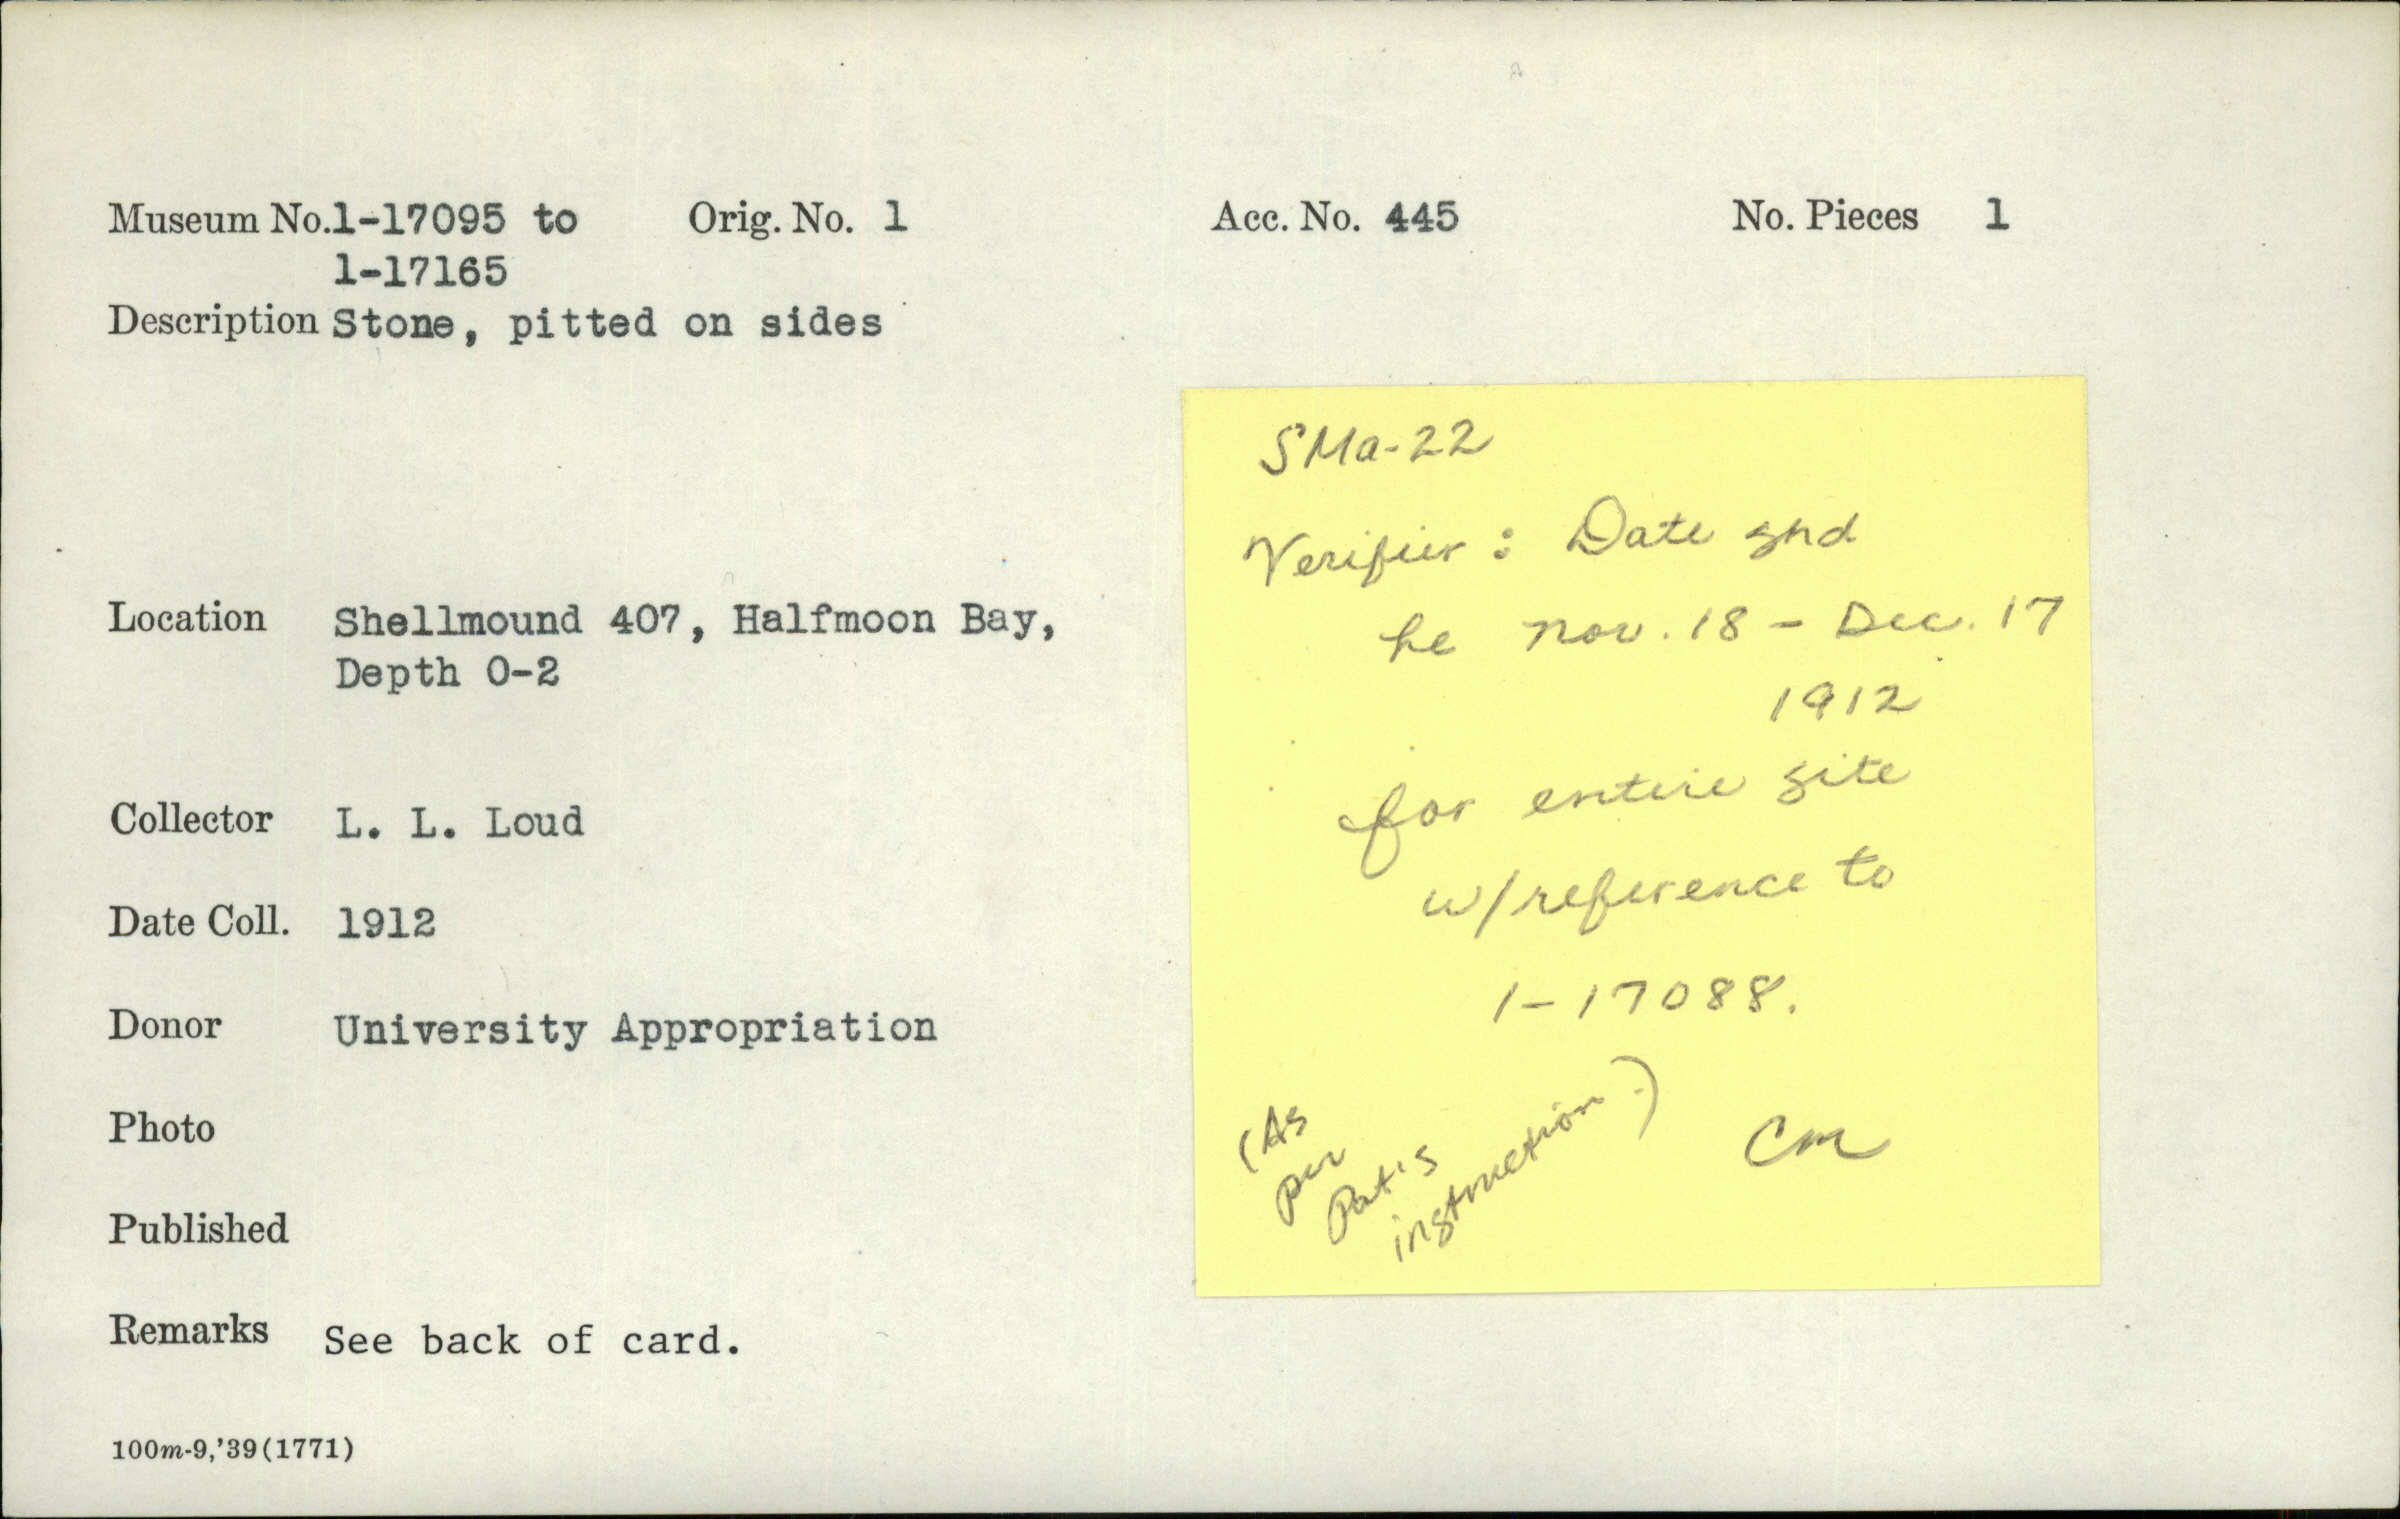 Museum No.1-17095 to Orig. No. 1 Acc. No. 445 No. Pieces 1
1-17165
Description Stone, pitted on sides
Location Shellmound 407, Halfmoon Bay,
Depth 0-2
Collector L. L. Loud
Date Coll. 1912
Donor University Appropriation
Photo
Published
Remarks See back of card.
100m-9,'39(1771)
SMa-22
Verifier: Date shd
be Nov. 18 - Dec. 17
1912
for entire site
w/reference to
1-17088.
(As
per
Pat's
instruction.)
Cm